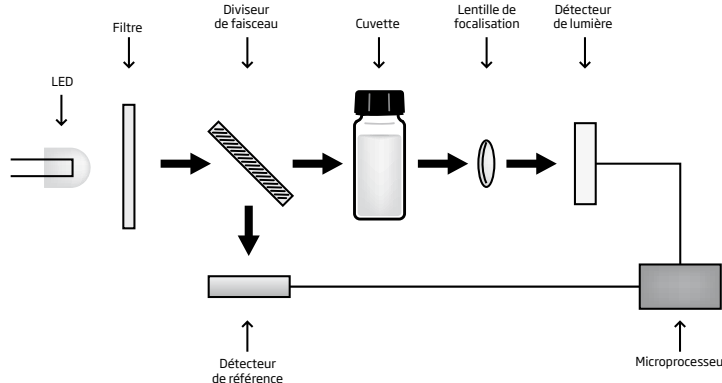 Diviseur
de faisceau
Filtre
Cuvette
Lentille de
focalisation
Détecteur
de lumière
LED
Détecteur
de référence
Microprocesseur